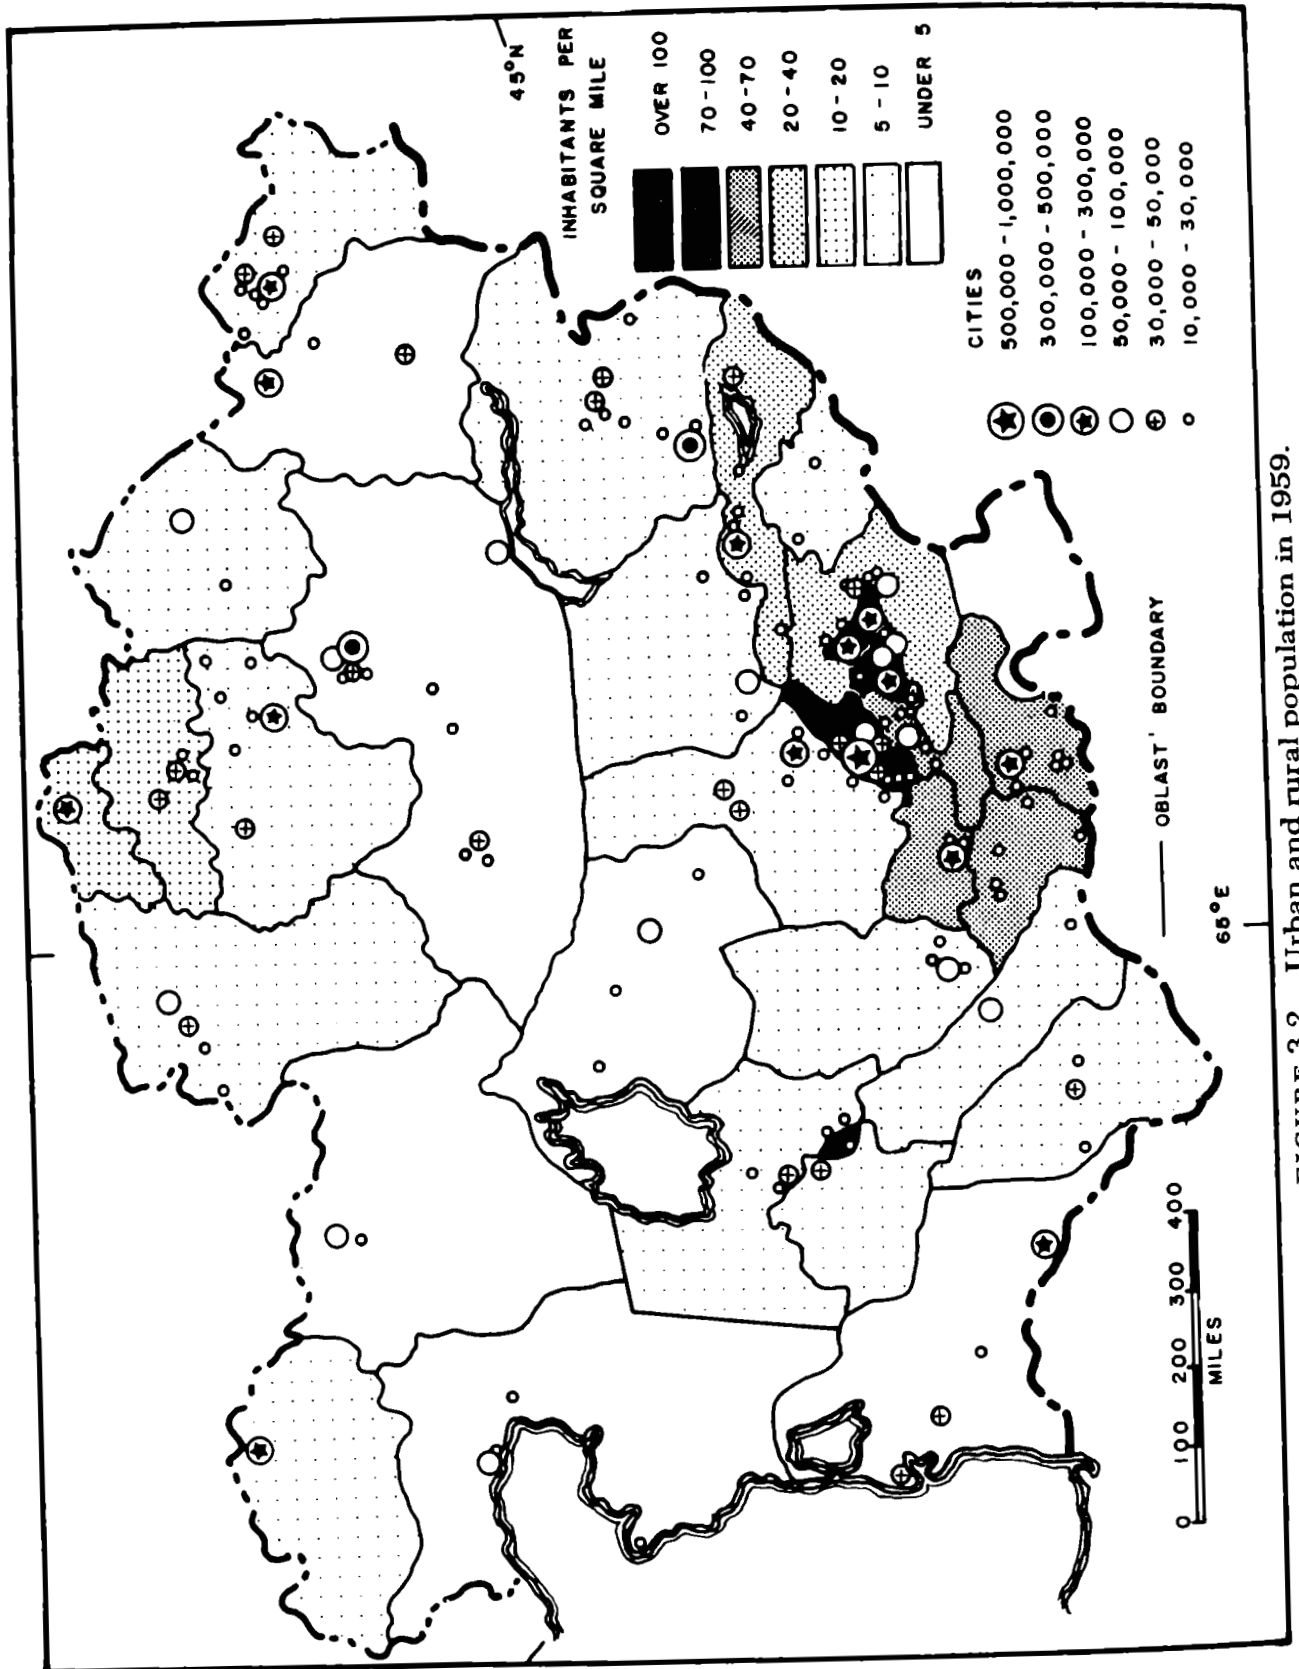 45°N
INHABITANTS PER
SQUARE MILE
OVER 100
70-100
40-70
20-40
10-20
5-10
UNDER 5
CITIES
500,000-1,000,000
300,000-500,000
100,000-300,000
50,000-100,000
30,000-50,000
10,000-30,000
OBLAST' BOUNDARY
65°E
0 100 200 300 400
MILES
FIGURE 3.2 Urban and rural population in 1959.